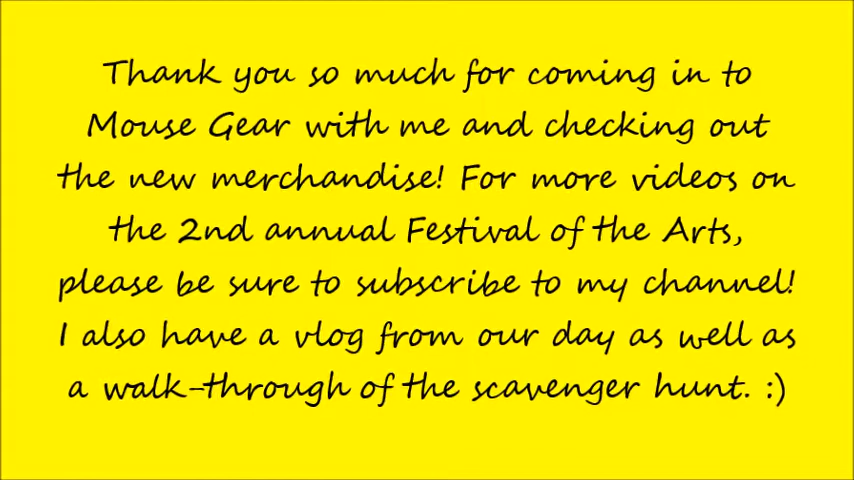 Thank you so much for coming in to
Mouse Gear with me and checking out
the new merchandise! For more videos on
the 2nd annual Festival of the Arts,
please be sure to subscribe to my channel!
I also have a vlog from our day as well as
a walk-through of the scavenger hunt. :)